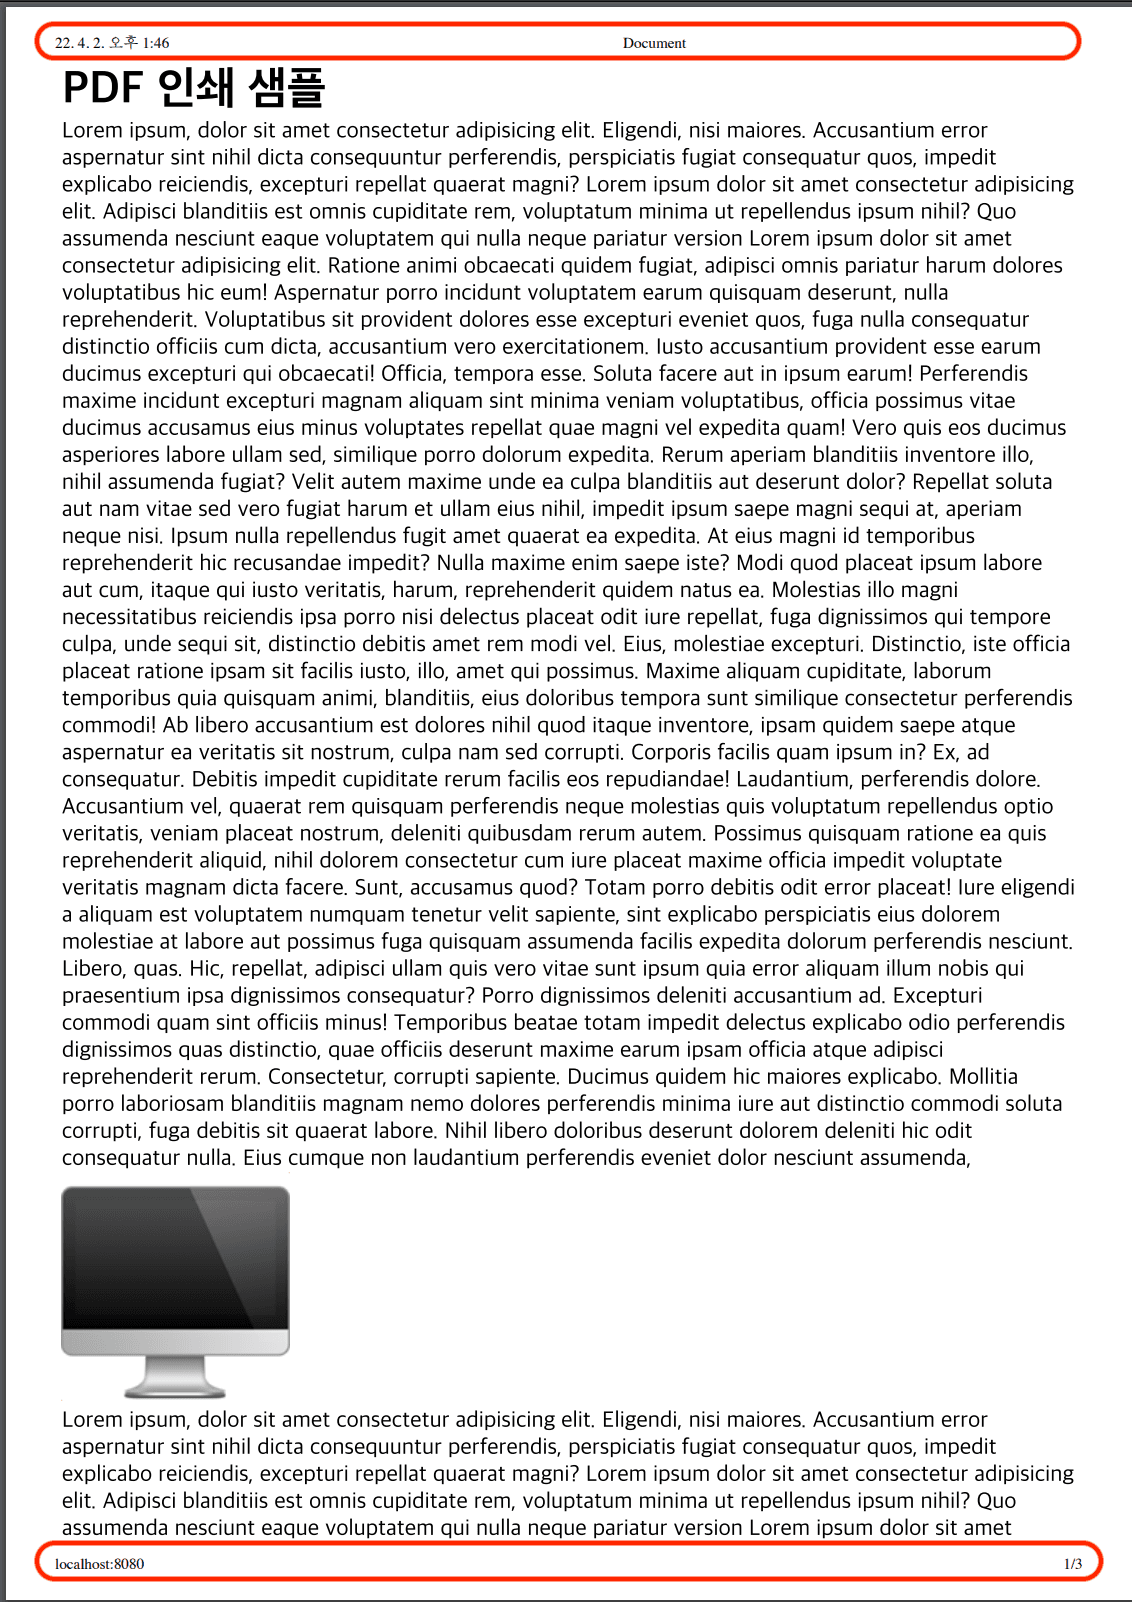 22. 4. 2. 오후 1:46 Document
PDF 인쇄 샘플
Lorem ipsum, dolor sit amet consectetur adipisicing elit. Eligendi, nisi maiores. Accusantium error
aspernatur sint nihil dicta consequuntur perferendis, perspiciatis fugiat consequatur quos, impedit
explicabo reiciendis, excepturi repellat quaerat magni? Lorem ipsum dolor sit amet consectetur adipisicing
elit. Adipisci blanditiis est omnis cupiditate rem, voluptatum minima ut repellendus ipsum nihil? Quo
assumenda nesciunt eaque voluptatem qui nulla neque pariatur version Lorem ipsum dolor sit amet
consectetur adipisicing elit. Ratione animi obcaecati quidem fugiat, adipisci omnis pariatur harum dolores
voluptatibus hic eum! Aspernatur porro incidunt voluptatem earum quisquam deserunt, nulla
reprehenderit. Voluptatibus sit provident dolores esse excepturi eveniet quos, fuga nulla consequatur
distinctio officiis cum dicta, accusantium vero exercitationem. Iusto accusantium provident esse earum
ducimus excepturi qui obcaecati! Officia, tempora esse. Soluta facere aut in ipsum earum! Perferendis
maxime incidunt excepturi magnam aliquam sint minima veniam voluptatibus, officia possimus vitae
ducimus accusamus eius minus voluptates repellat quae magni vel expedita quam! Vero quis eos ducimus
asperiores labore ullam sed, similique porro dolorum expedita. Rerum aperiam blanditiis inventore illo,
nihil assumenda fugiat? Velit autem maxime unde ea culpa blanditiis aut deserunt dolor? Repellat soluta
aut nam vitae sed vero fugiat harum et ullam eius nihil, impedit ipsum saepe magni sequi at, aperiam
neque nisi. Ipsum nulla repellendus fugit amet quaerat ea expedita. At eius magni id temporibus
reprehenderit hic recusandae impedit? Nulla maxime enim saepe iste? Modi quod placeat ipsum labore
aut cum, itaque qui iusto veritatis, harum, reprehenderit quidem natus ea. Molestias illo magni
necessitatibus reiciendis ipsa porro nisi delectus placeat odit iure repellat, fuga dignissimos qui tempore
culpa, unde sequi sit, distinctio debitis amet rem modi vel. Eius, molestiae excepturi. Distinctio, iste officia
placeat ratione ipsam sit facilis iusto, illo, amet qui possimus. Maxime aliquam cupiditate, laborum
temporibus quia quisquam animi, blanditiis, eius doloribus tempora sunt similique consectetur perferendis
commodi! Ab libero accusantium est dolores nihil quod itaque inventore, ipsam quidem saepe atque
aspernatur ea veritatis sit nostrum, culpa nam sed corrupti. Corporis facilis quam ipsum in? Ex, ad
consequatur. Debitis impedit cupiditate rerum facilis eos repudiandae! Laudantium, perferendis dolore.
Accusantium vel, quaerat rem quisquam perferendis neque molestias quis voluptatum repellendus optio
veritatis, veniam placeat nostrum, deleniti quibusdam rerum autem. Possimus quisquam ratione ea quis
reprehenderit aliquid, nihil dolorem consectetur cum iure placeat maxime officia impedit voluptate
veritatis magnam dicta facere. Sunt, accusamus quod? Totam porro debitis odit error placeat! Iure eligendi
a aliquam est voluptatem numquam tenetur velit sapiente, sint explicabo perspiciatis eius dolorem
molestiae at labore aut possimus fuga quisquam assumenda facilis expedita dolorum perferendis nesciunt.
Libero, quas. Hic, repellat, adipisci ullam quis vero vitae sunt ipsum quia error aliquam illum nobis qui
praesentium ipsa dignissimos consequatur? Porro dignissimos deleniti accusantium ad. Excepturi
commodi quam sint officiis minus! Temporibus beatae totam impedit delectus explicabo odio perferendis
dignissimos quas distinctio, quae officiis deserunt maxime earum ipsam officia atque adipisci
reprehenderit rerum. Consectetur, corrupti sapiente. Ducimus quidem hic maiores explicabo. Mollitia
porro laboriosam blanditiis magnam nemo dolores perferendis minima iure aut distinctio commodi soluta
corrupti, fuga debitis sit quaerat labore. Nihil libero doloribus deserunt dolorem deleniti hic odit
consequatur nulla. Eius cumque non laudantium perferendis eveniet dolor nesciunt assumenda,
Lorem ipsum, dolor sit amet consectetur adipisicing elit. Eligendi, nisi maiores. Accusantium error
aspernatur sint nihil dicta consequuntur perferendis, perspiciatis fugiat consequatur quos, impedit
explicabo reiciendis, excepturi repellat quaerat magni? Lorem ipsum dolor sit amet consectetur adipisicing
elit. Adipisci blanditiis est omnis cupiditate rem, voluptatum minima ut repellendus ipsum nihil? Quo
assumenda nesciunt eaque voluptatem qui nulla neque pariatur version Lorem ipsum dolor sit amet
localhost:8080 1/3